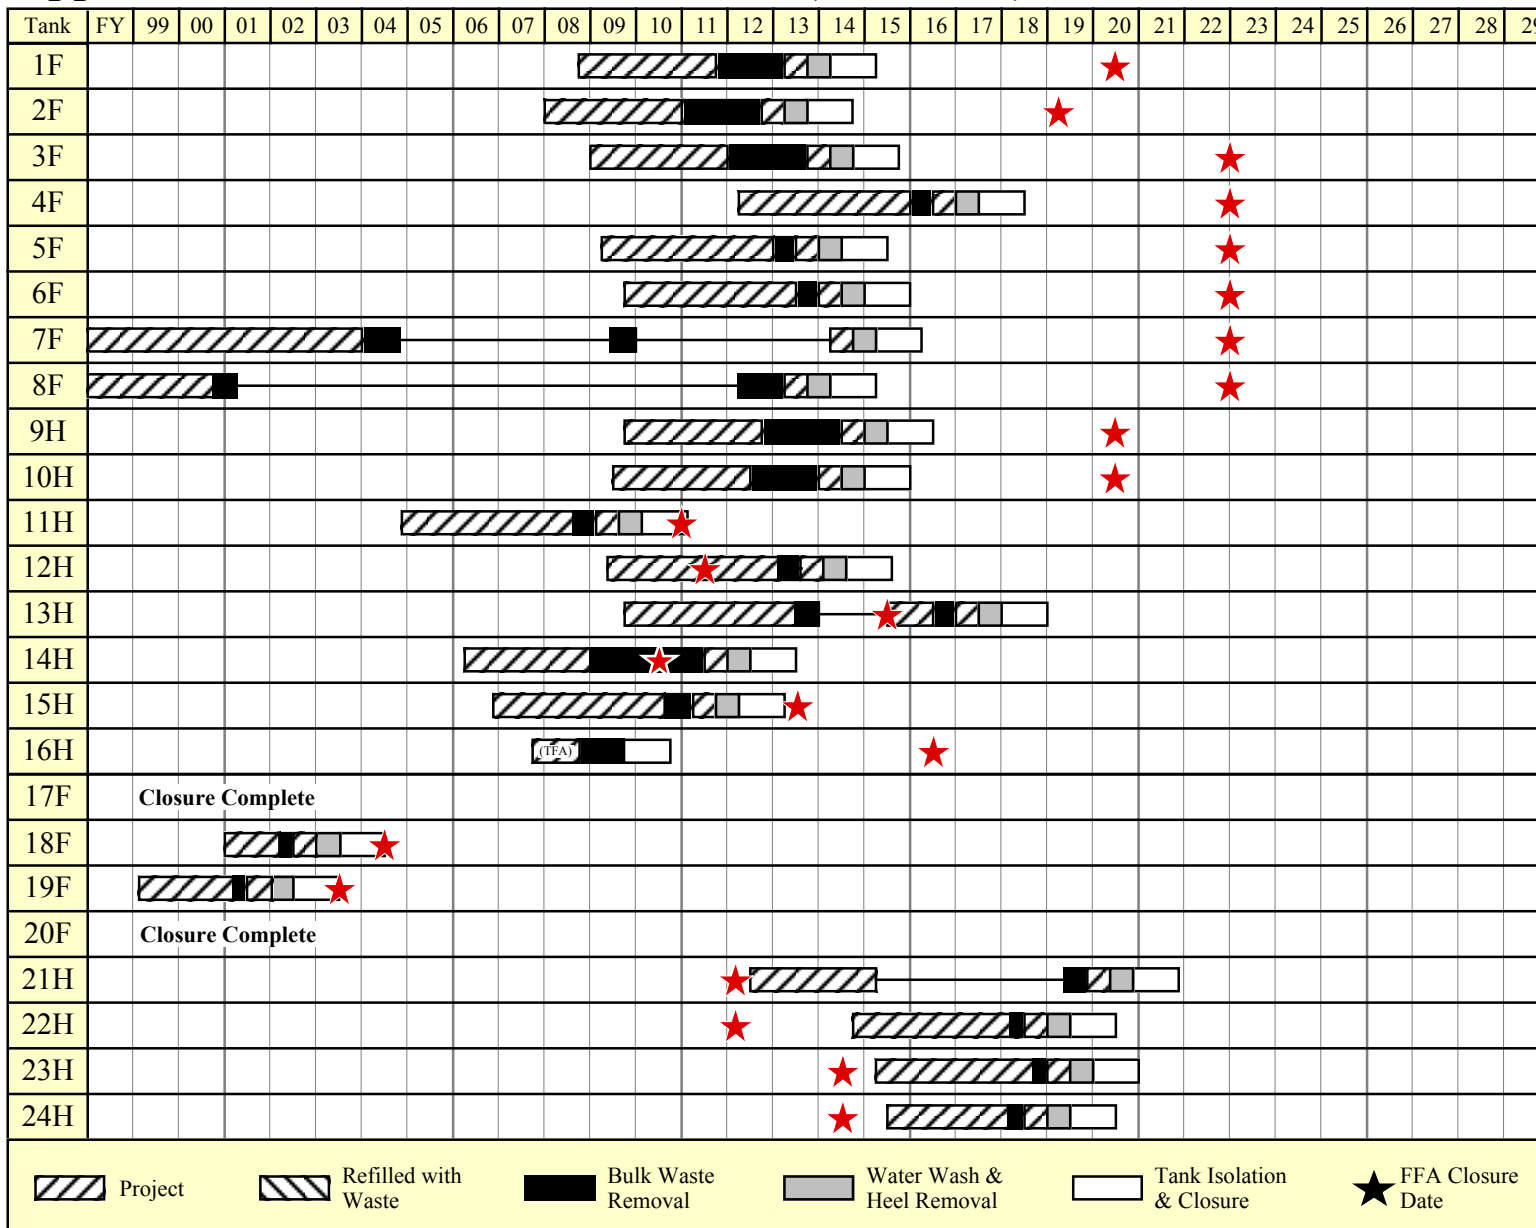 Tank FY 99 00 01 02 03 04 05 06 07 08 09 10 11 12 13 14 15 16 17 18 19 20 21 22 23 24 25 26 27 28 29
1F
2F
3F
4F
5F
6F
7F
8F
9H
10H
11H
12H
13H
14H
15H
16H (TFA)
17F Closure Complete
18F
19F
20F Closure Complete
21H
22H
23H
24H
Project
Refilled with
Waste
Bulk Waste
Removal
Water Wash &
Heel Removal
Tank Isolation
& Closure
FFA Closure
Date